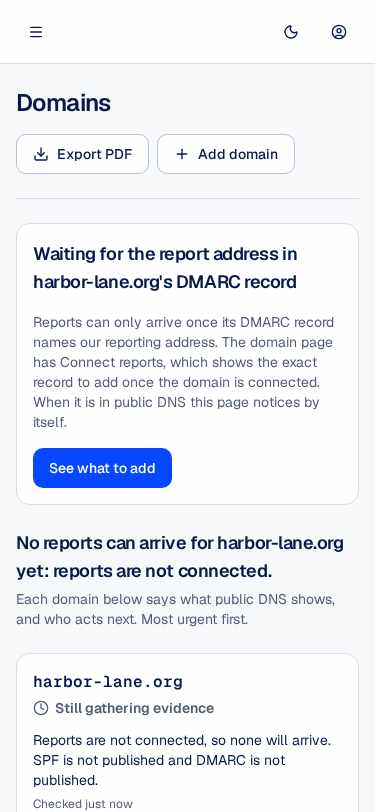 Domains
Export PDF
Add domain
Waiting for the report address in
harbor-lane.org's DMARC record
Reports can only arrive once its DMARC record
names our reporting address. The domain page
has Connect reports, which shows the exact
record to add once the domain is connected.
When it is in public DNS this page notices by
itself.
See what to add
No reports can arrive for harbor-lane.org
yet: reports are not connected.
Each domain below says what public DNS shows,
and who acts next. Most urgent first.
harbor-lane.org
Still gathering evidence
Reports are not connected, so none will arrive.
SPF is not published and DMARC is not
published.
Checked just now